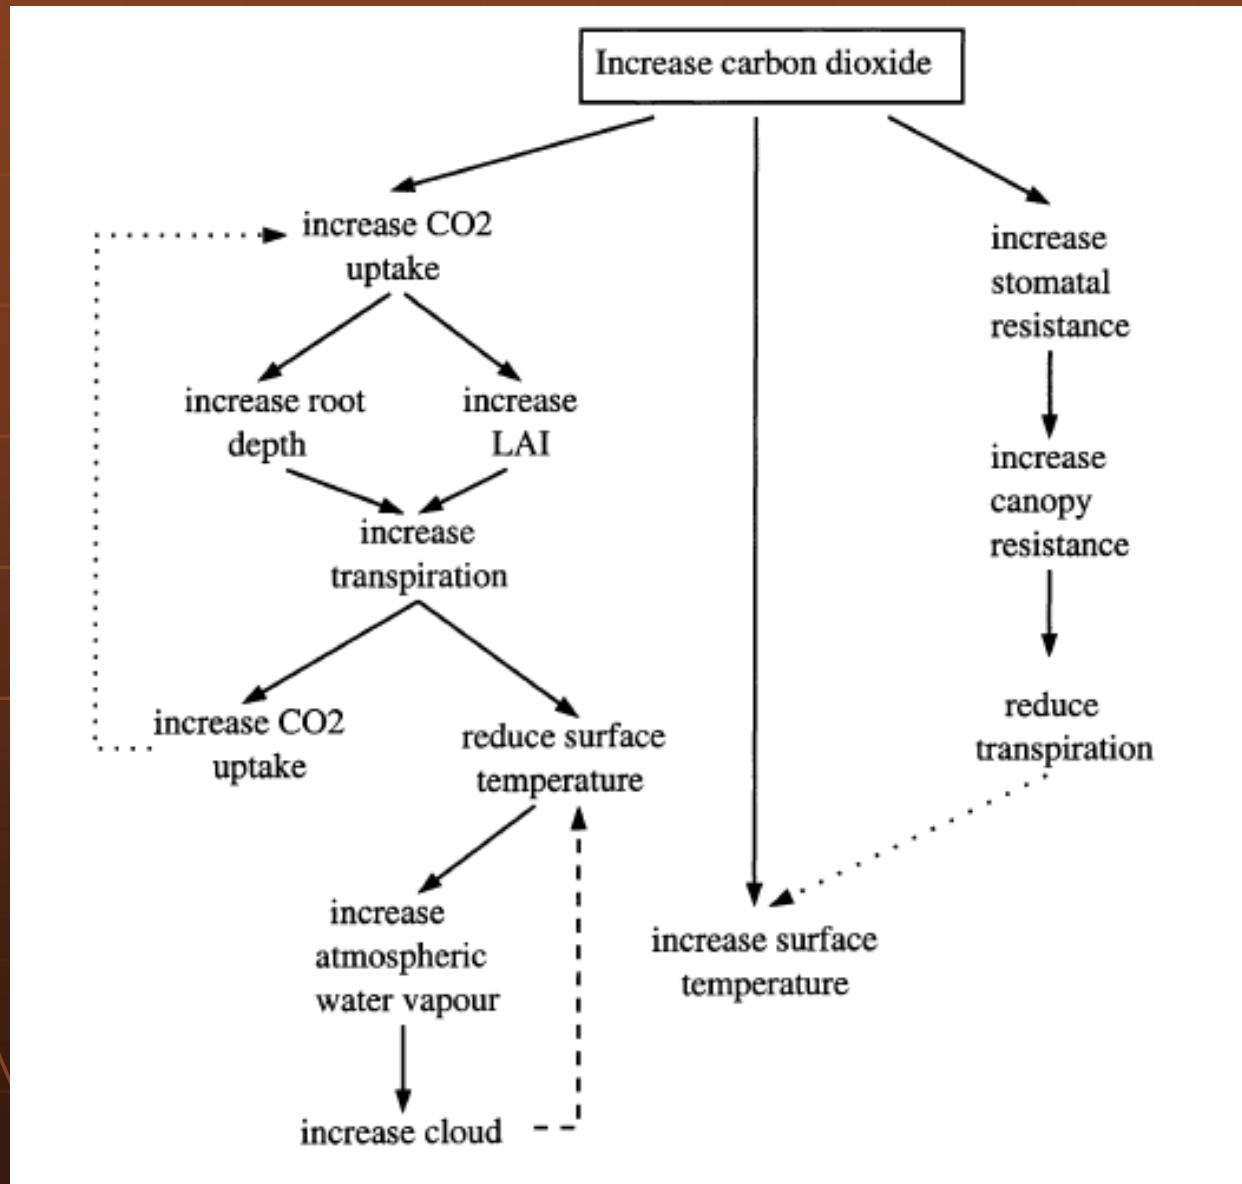 Increase carbon dioxide
increase CO2
uptake
increase
stomatal
resistance
increase root
depth
increase
LAI
increase
canopy
resistance
increase
transpiration
increase CO2
uptake
reduce surface
temperature
reduce
transpiration
increase
atmospheric
water vapour
increase surface
temperature
increase cloud